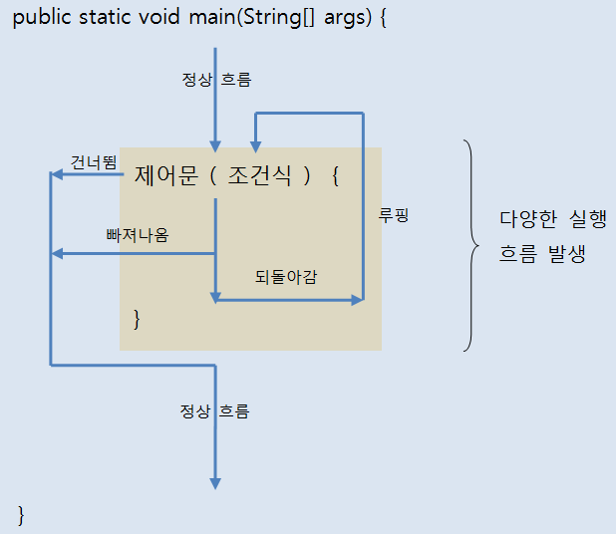 public static void main(String[] args) {
정상 흐름
건너뜀
제어문 ( 조건식 ) {
루핑
다양한 실행
흐름 발생
빠져나옴
되돌아감
}
정상 흐름
}